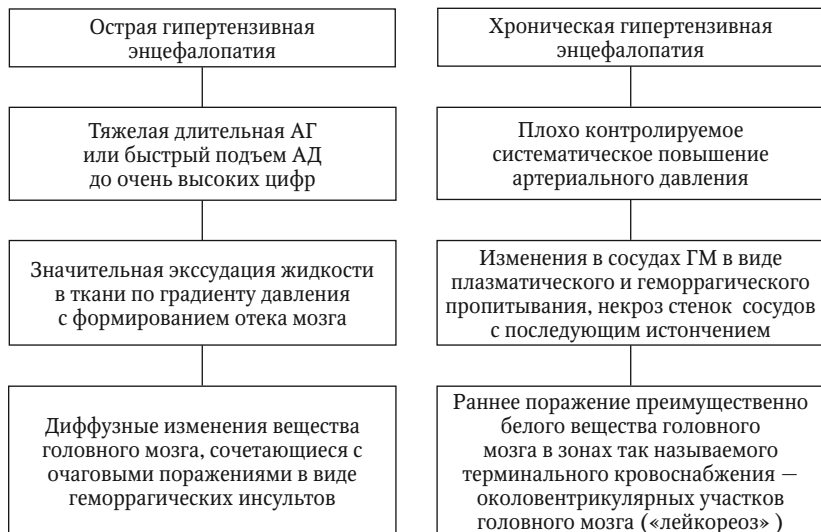 Острая гипертензивная
энцефалопатия
Тяжелая длительная АГ
или быстрый подъем АД
до очень высоких цифр
Значительная экссудация жидкости
в ткани по градиенту давления
с формированием отека мозга
Диффузные изменения вещества
головного мозга, сочетающиеся с
очаговыми поражениями в виде
геморрагических инсультов
Хроническая гипертензивная
энцефалопатия
Плохо контролируемое
систематическое повышение
артериального давления
Изменения в сосудах ГМ в виде
плазматического и геморрагического
пропитывания, некроз стенок сосудов
с последующим истончением
Раннее поражение преимущественно
белого вещества головного
мозга в зонах так называемого
терминального кровоснабжения —
околовентрикулярных участков
головного мозга («лейкореоз» )